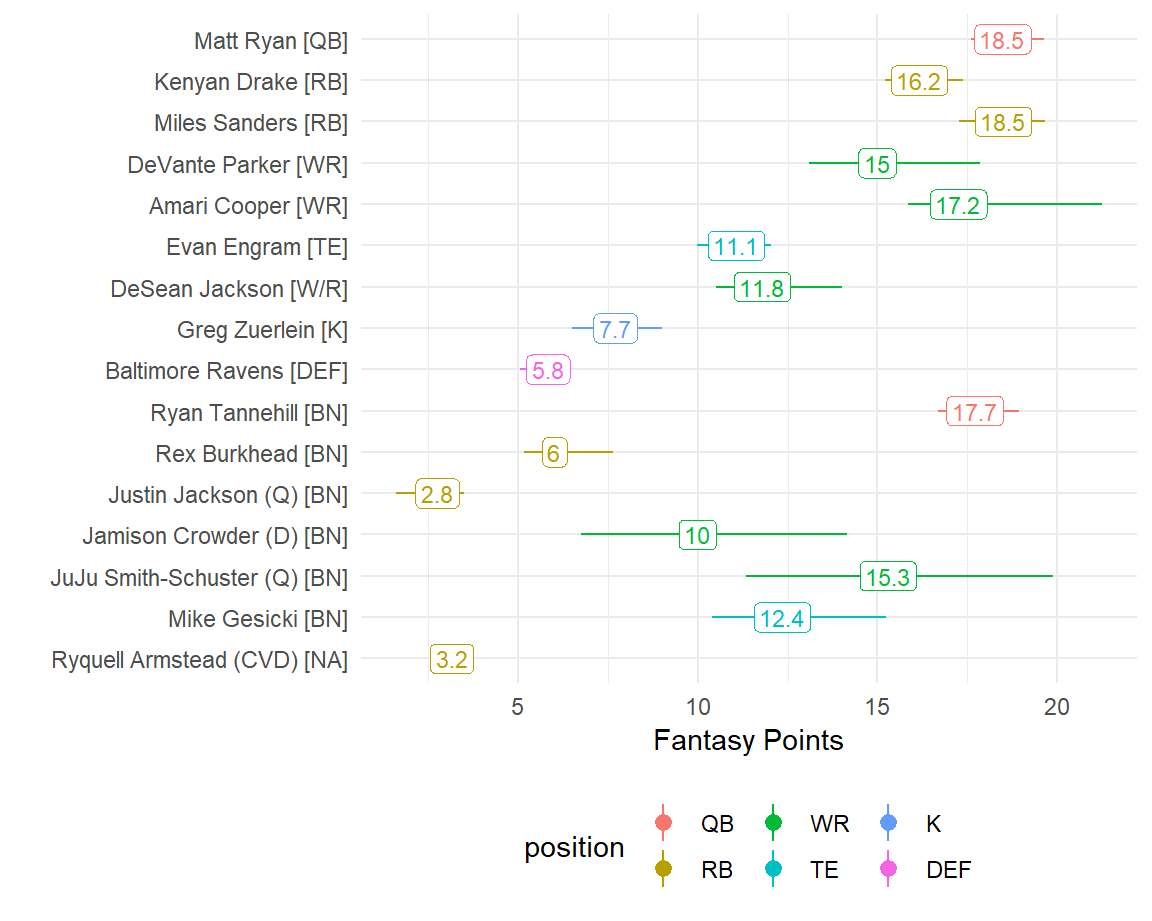 Matt Ryan [QB] 18.5
Kenyan Drake [RB] 16.2
Miles Sanders [RB] 18.5
DeVante Parker [WR] 15
Amari Cooper [WR] 17.2
Evan Engram [TE] 11.1
DeSean Jackson [W/R] 11.8
Greg Zuerlein [K] 7.7
Baltimore Ravens [DEF] 5.8
Ryan Tannehill [BN] 17.7
Rex Burkhead [BN] 6
Justin Jackson (Q) [BN] 2.8
Jamison Crowder (D) [BN] 10
JuJu Smith-Schuster (Q) [BN] 15.3
Mike Gesicki [BN] 12.4
Ryquell Armstead (CVD) [NA] 3.2
5 10 15 20
Fantasy Points
position
QB WR K
RB TE DEF